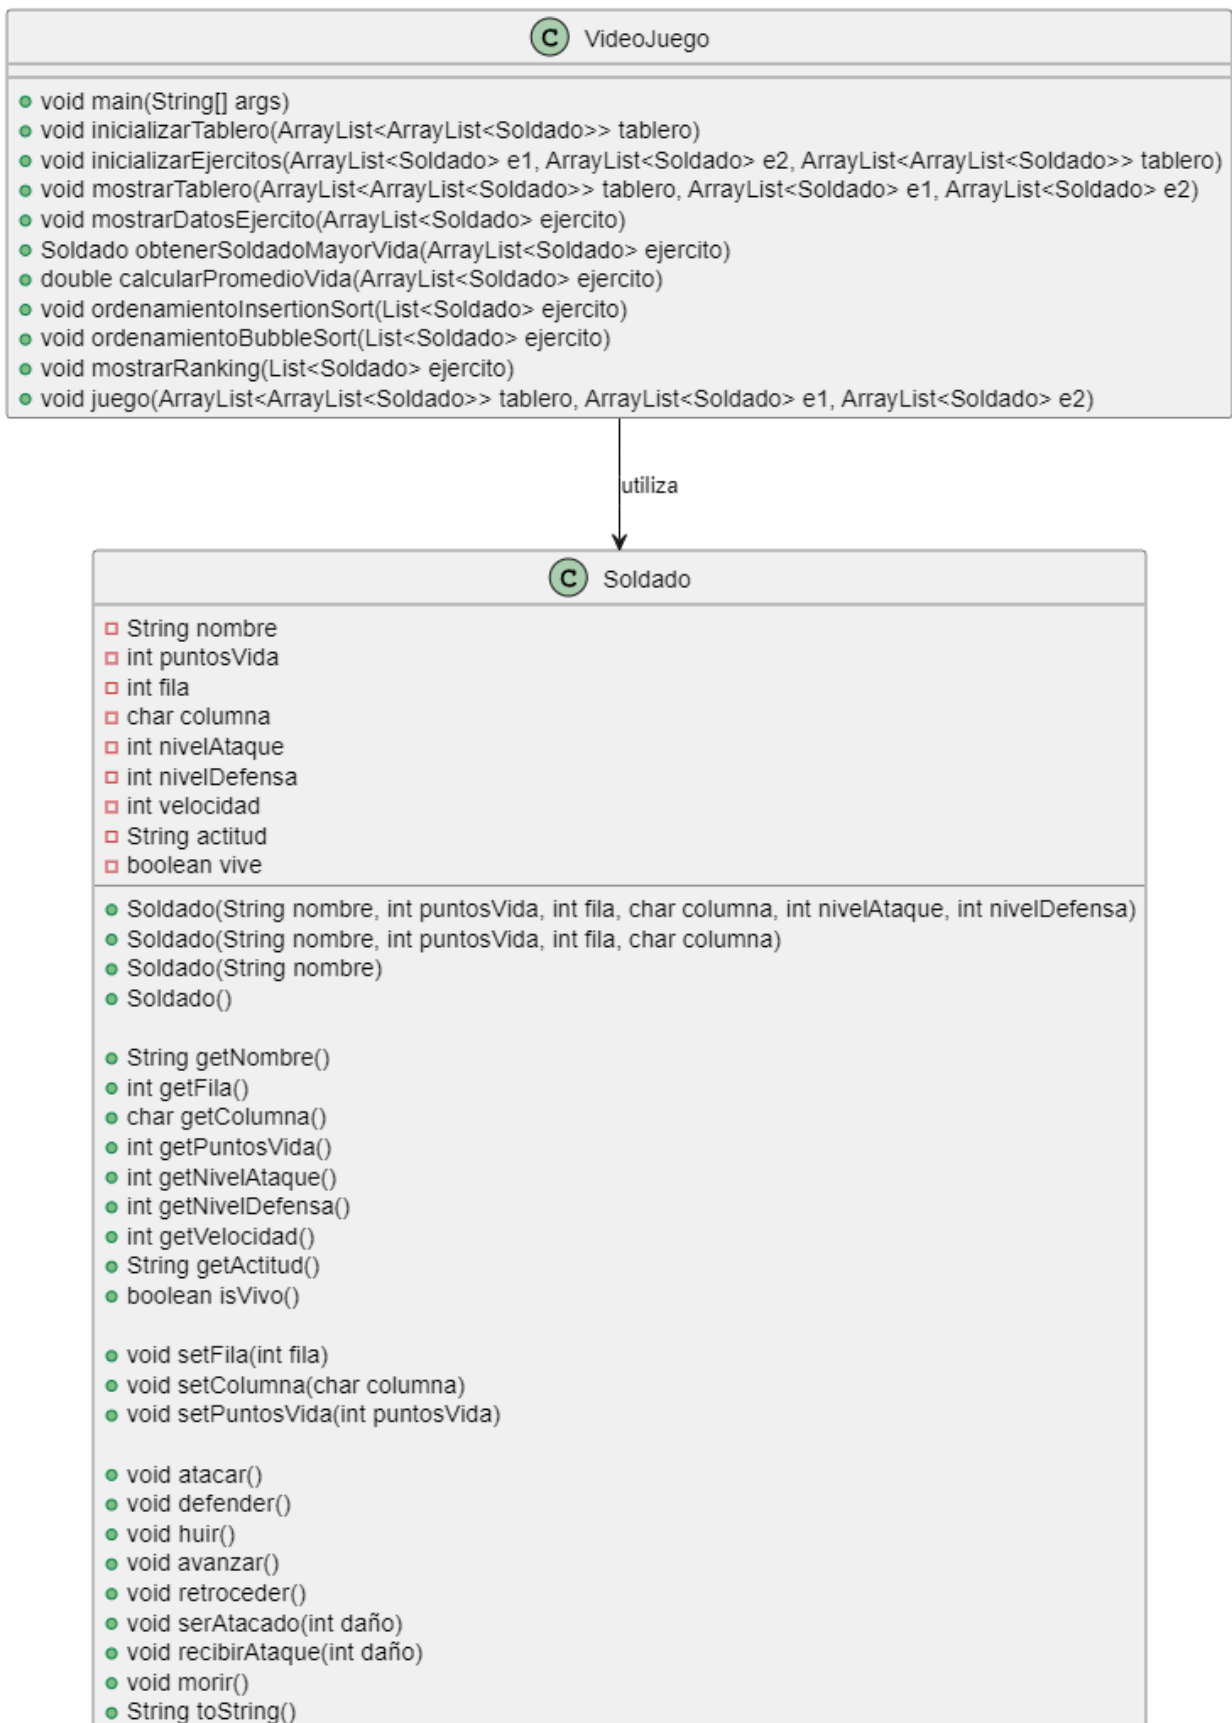 C VideoJuego
void main(String[] args)
void inicializarTablero(ArrayList<ArrayList<Soldado>> tablero)
void inicializarEjercitos(ArrayList<Soldado> e1, ArrayList<Soldado> e2, ArrayList<ArrayList<Soldado>> tablero)
void mostrarTablero(ArrayList<ArrayList<Soldado>> tablero, ArrayList<Soldado> e1, ArrayList<Soldado> e2)
void mostrarDatosEjercito(ArrayList<Soldado> ejercito)
Soldado obtenerSoldadoMayorVida(ArrayList<Soldado> ejercito)
double calcularPromedioVida(ArrayList<Soldado> ejercito)
void ordenamientoInsertionSort(List<Soldado> ejercito)
void ordenamientoBubbleSort(List<Soldado> ejercito)
void mostrarRanking(List<Soldado> ejercito)
void juego(ArrayList<ArrayList<Soldado>> tablero, ArrayList<Soldado> e1, ArrayList<Soldado> e2)
utiliza
C Soldado
String nombre
int puntosVida
int fila
char columna
int nivelAtaque
int nivelDefensa
int velocidad
String actitud
boolean vive
Soldado(String nombre, int puntosVida, int fila, char columna, int nivelAtaque, int nivelDefensa)
Soldado(String nombre, int puntosVida, int fila, char columna)
Soldado(String nombre)
Soldado()
String getNombre()
int getFila()
char getColumna()
int getPuntosVida()
int getNivelAtaque()
int getNivelDefensa()
int getVelocidad()
String getActitud()
boolean isVivo()
void setFila(int fila)
void setColumna(char columna)
void setPuntosVida(int puntosVida)
void atacar()
void defender()
void huir()
void avanzar()
void retroceder()
void serAtacado(int daño)
void recibirAtaque(int daño)
void morir()
String toString()